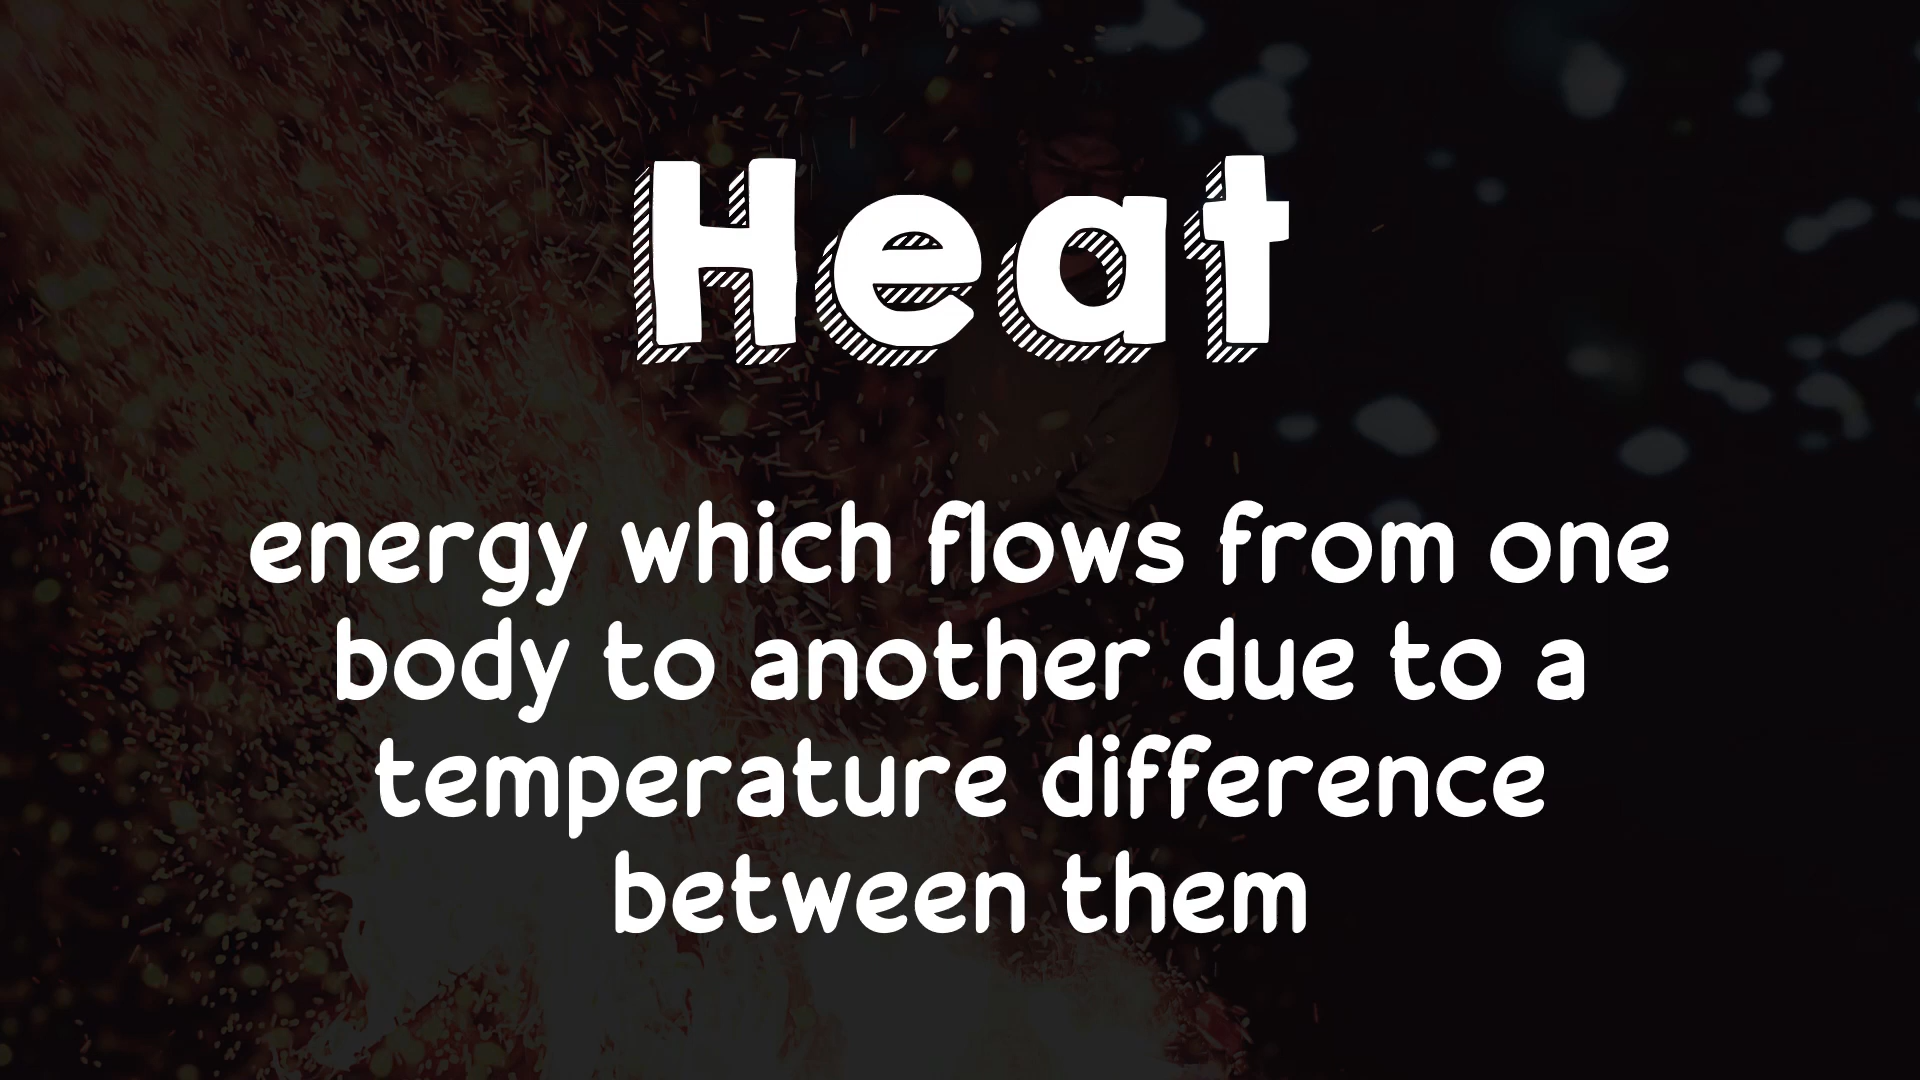 Heat
energy which flows from one
body to another due to a
temperature difference
between them